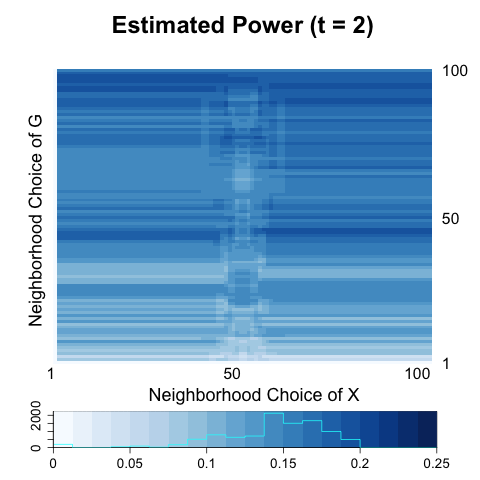 Estimated Power (t = 2)
Neighborhood Choice of G
100
50
1
1 50 100
Neighborhood Choice of X
0 2000
0 0.05 0.1 0.15 0.2 0.25